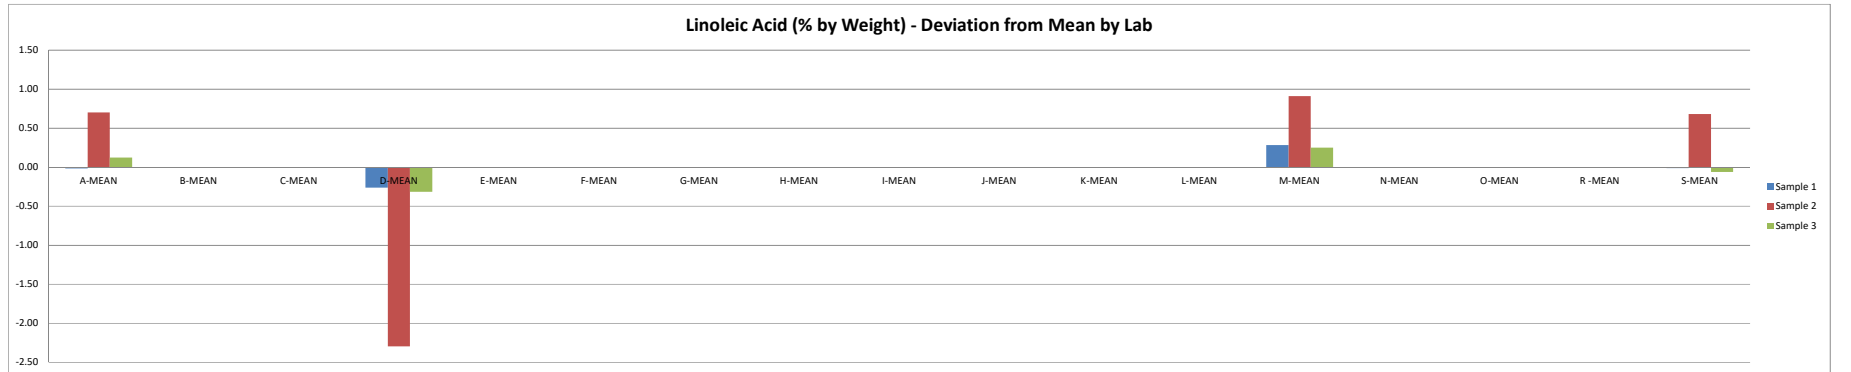 Linoleic Acid (% by Weight) - Deviation from Mean by Lab
1.50
1.00
0.50
0.00
A-MEAN B-MEAN C-MEAN D-MEAN E-MEAN F-MEAN G-MEAN H-MEAN I-MEAN J-MEAN K-MEAN L-MEAN M-MEAN N-MEAN O-MEAN R -MEAN S-MEAN
-0.50
-1.00
-1.50
-2.00
-2.50
Sample 1
Sample 2
Sample 3